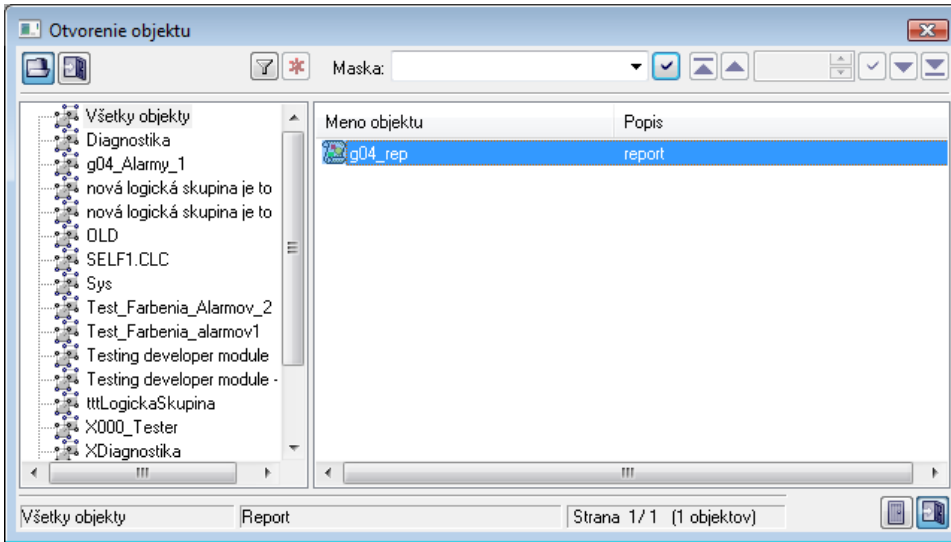 Otvorenie objektu
Maska:
Všetky objekty
Diagnostika
g04_Alarmy_1
nová logická skupina je to
nová logická skupina je to
OLD
SELF1.CLC
Sys
Test_Farbenia_Alarmov_2
Test_Farbenia_alarmov1
Testing developer module
Testing developer module -
tttLogickaSkupina
X000_Tester
XDiagnostika
Meno objektu Popis
g04_rep report
Všetky objekty Report Strana 1/ 1 (1 objektov)